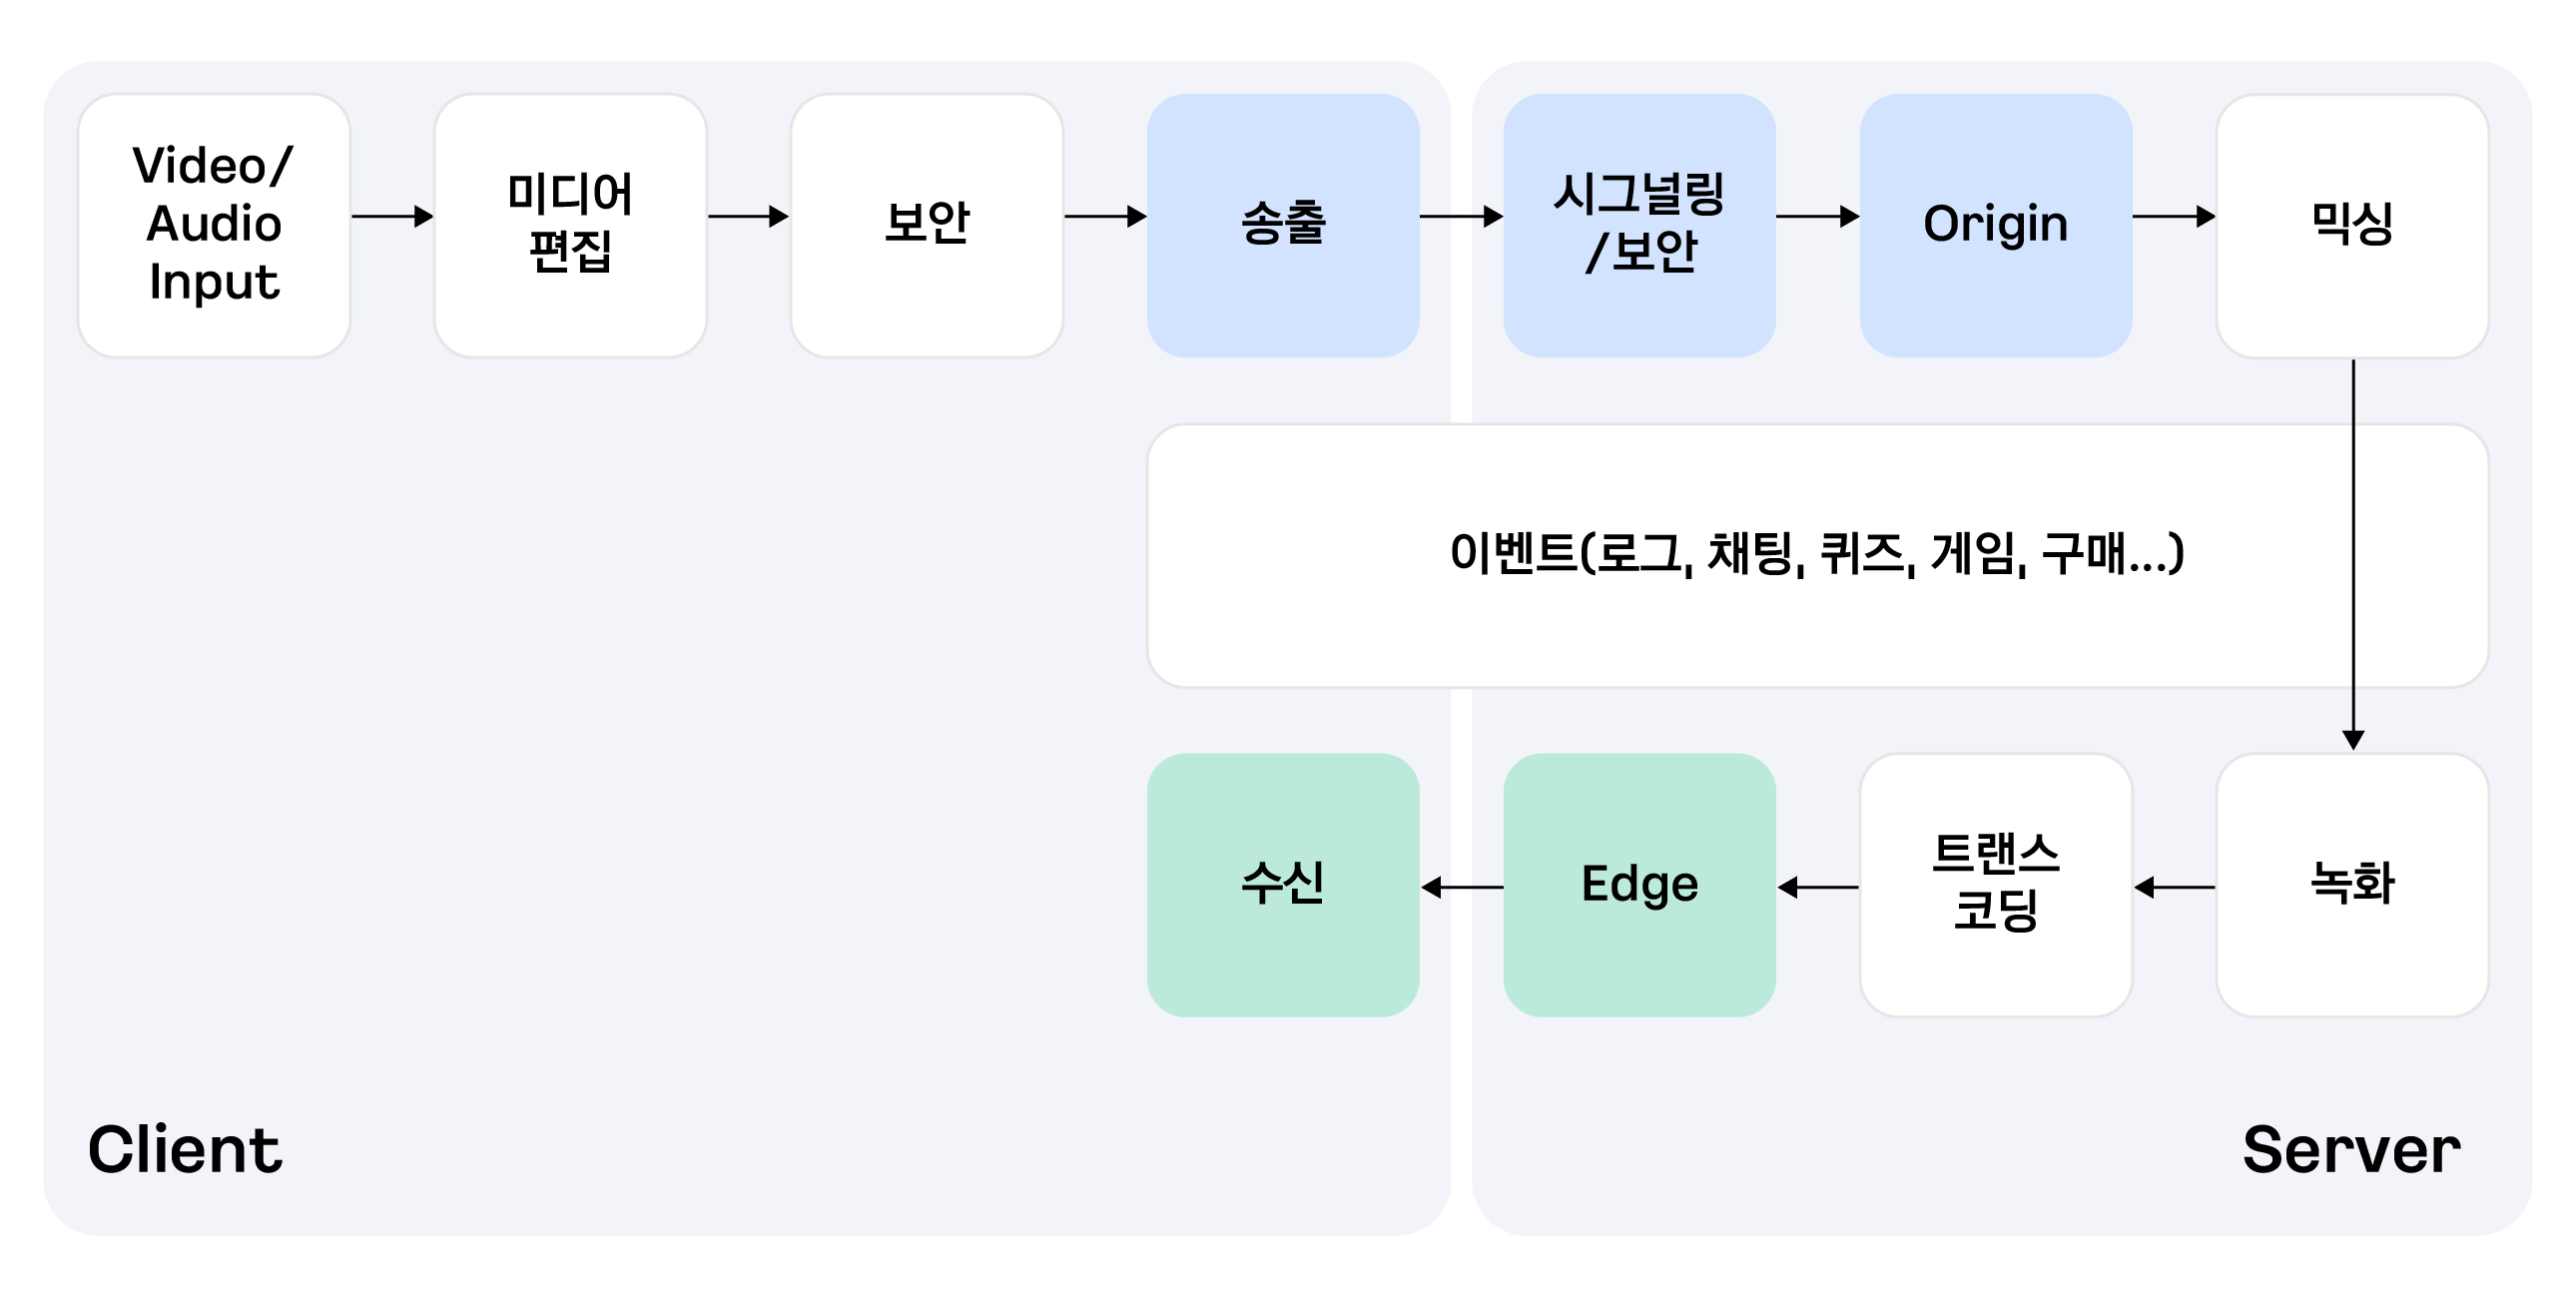 Video/
Audio
Input
미디어
편집
보안
송출
시그널링
/보안
Origin
믹싱
이벤트(로그, 채팅, 퀴즈, 게임, 구매...)
수신
Edge
트랜스
코딩
녹화
Client
Server